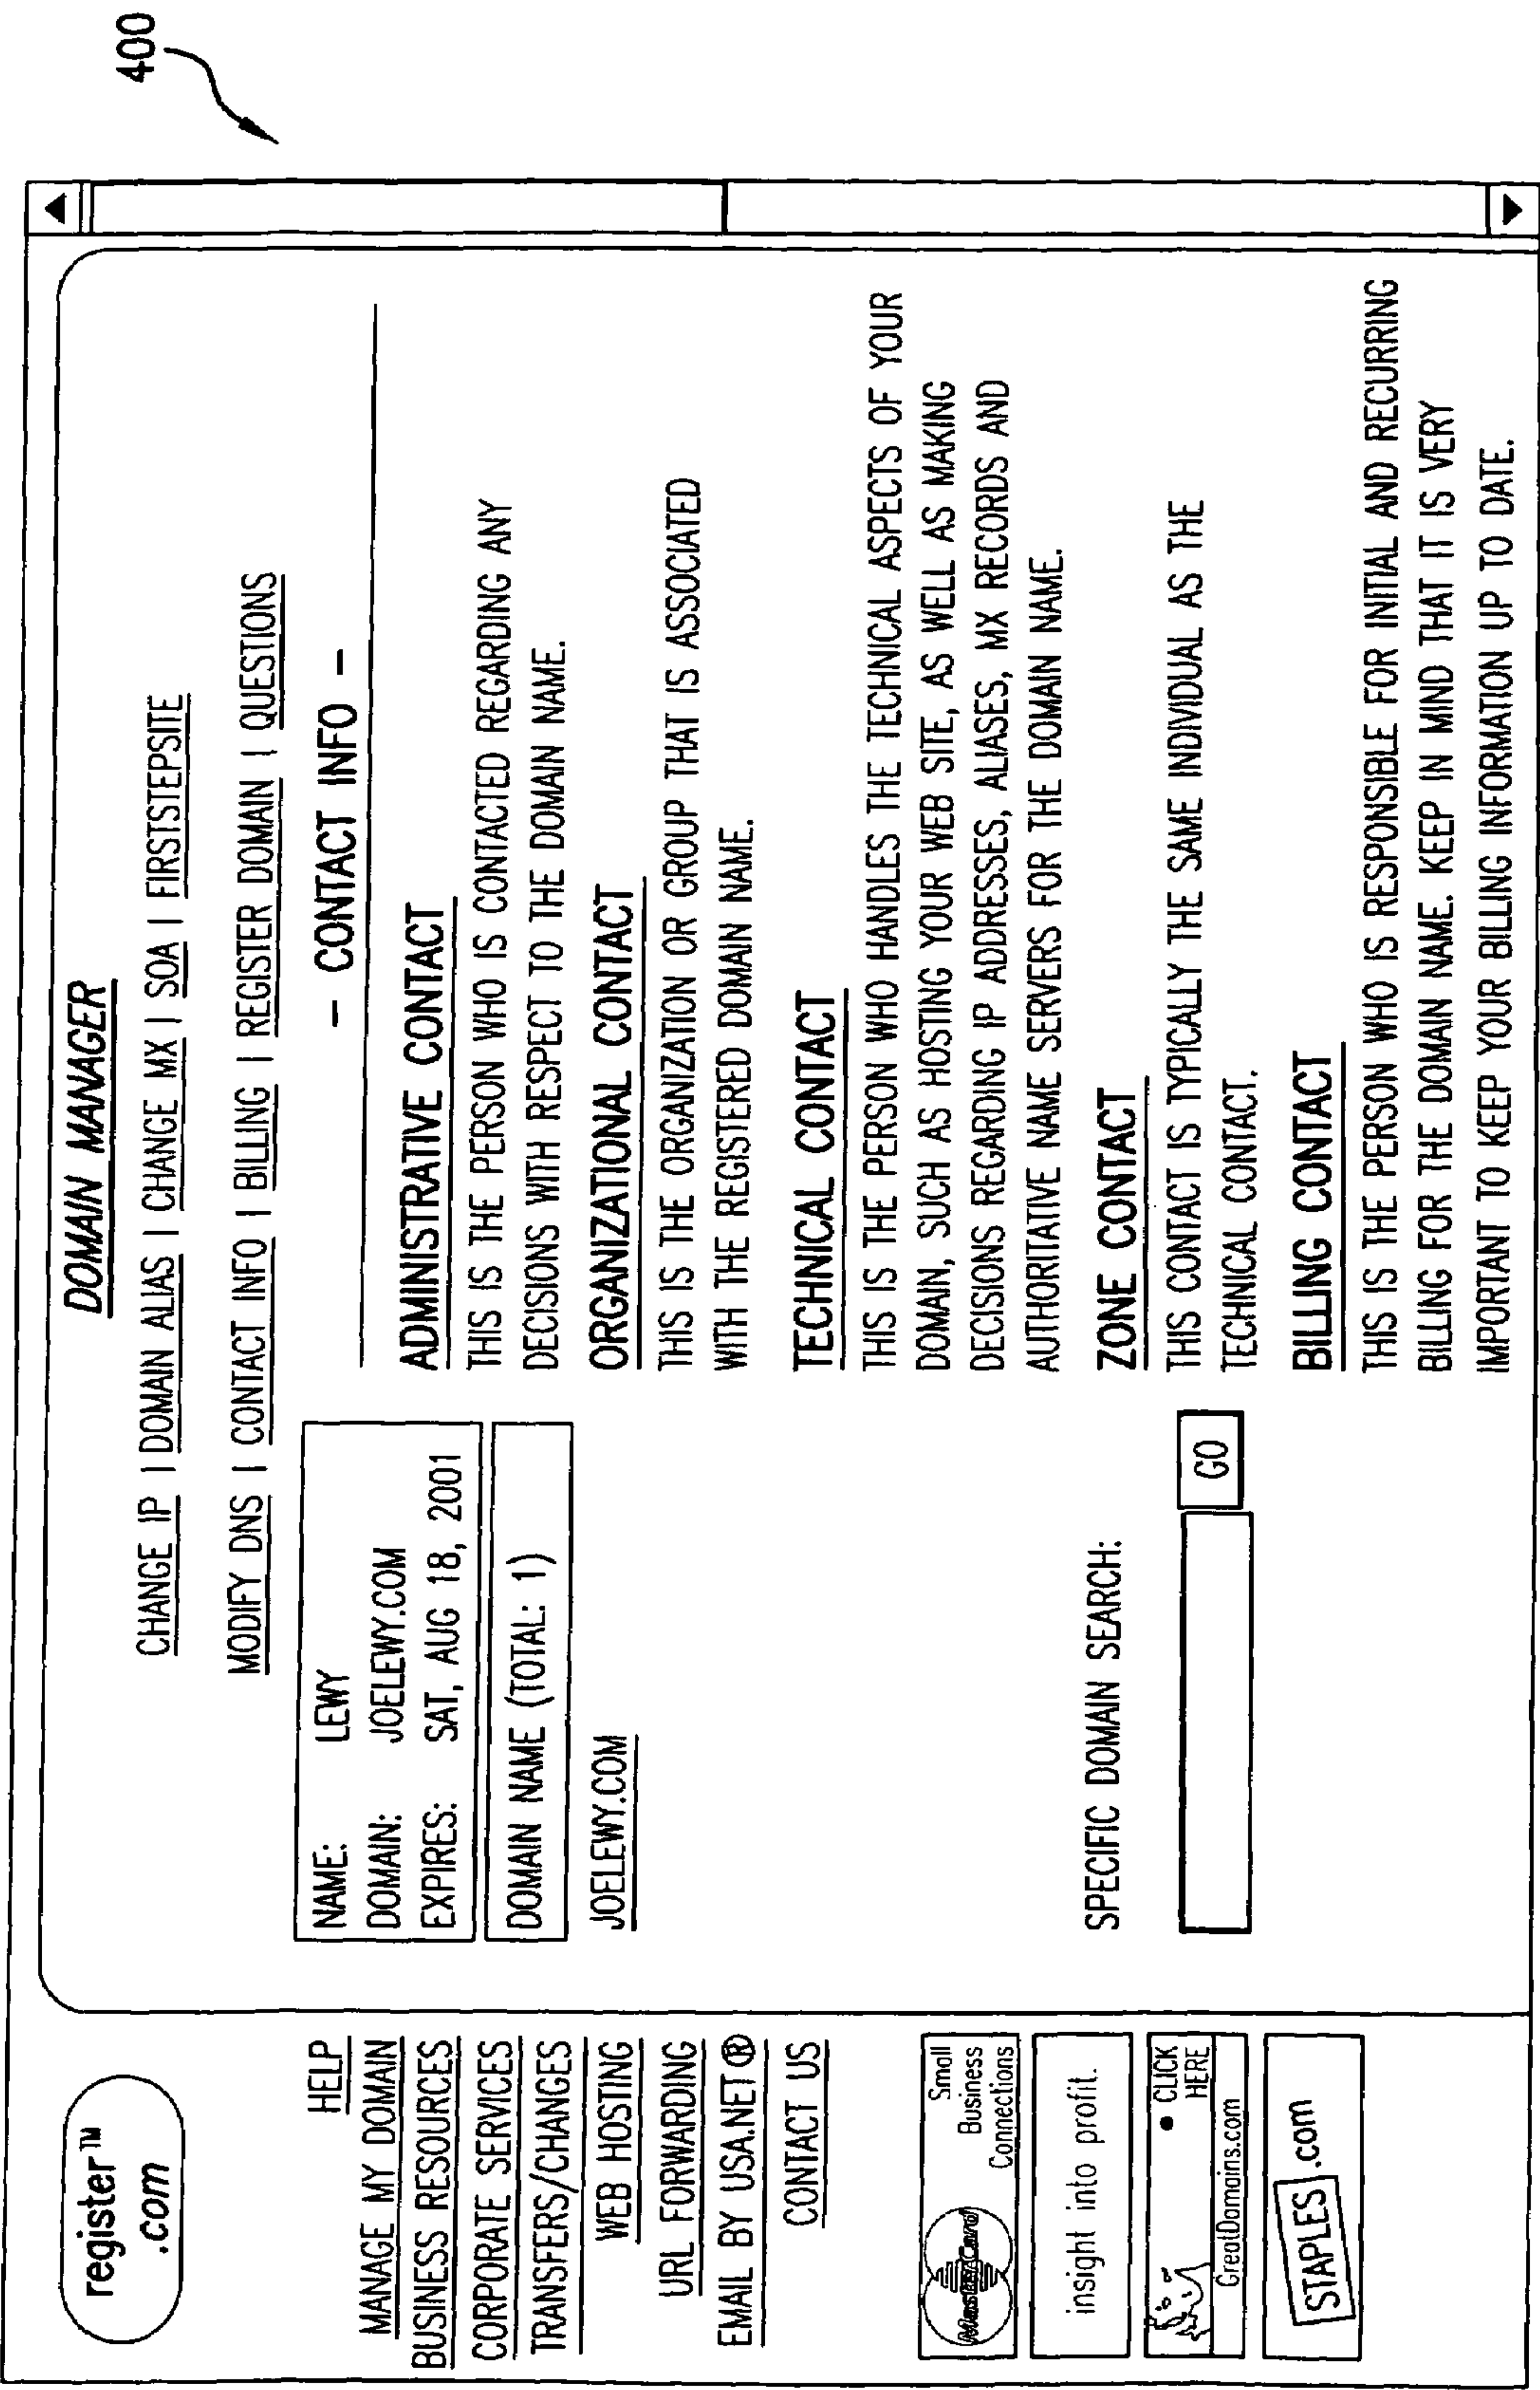 400
register™
.com
HELP
MANAGE MY DOMAIN
BUSINESS RESOURCES
CORPORATE SERVICES
TRANSFERS/CHANGES
WEB HOSTING
URL FORWARDING
EMAIL BY USA.NET®
CONTACT US
MasterCard
Small
Business
Connections
insight into profit.
• CLICK
HERE
GreatDomains.com
STAPLES.com
DOMAIN MANAGER
CHANGE IP | DOMAIN ALIAS | CHANGE MX | SOA | FIRSTSTEPSITE
MODIFY DNS | CONTACT INFO | BILLING | REGISTER DOMAIN | QUESTIONS
NAME: LEWY
DOMAIN: JOELEWY.COM
EXPIRES: SAT, AUG 18, 2001
DOMAIN NAME (TOTAL: 1)
JOELEWY.COM
SPECIFIC DOMAIN SEARCH:
GO
– CONTACT INFO –
ADMINISTRATIVE CONTACT
THIS IS THE PERSON WHO IS CONTACTED REGARDING ANY
DECISIONS WITH RESPECT TO THE DOMAIN NAME.
ORGANIZATIONAL CONTACT
THIS IS THE ORGANIZATION OR GROUP THAT IS ASSOCIATED
WITH THE REGISTERED DOMAIN NAME.
TECHNICAL CONTACT
THIS IS THE PERSON WHO HANDLES THE TECHNICAL ASPECTS OF YOUR
DOMAIN, SUCH AS HOSTING YOUR WEB SITE, AS WELL AS MAKING
DECISIONS REGARDING IP ADDRESSES, ALIASES, MX RECORDS AND
AUTHORITATIVE NAME SERVERS FOR THE DOMAIN NAME.
ZONE CONTACT
THIS CONTACT IS TYPICALLY THE SAME INDIVIDUAL AS THE
TECHNICAL CONTACT.
BILLING CONTACT
THIS IS THE PERSON WHO IS RESPONSIBLE FOR INITIAL AND RECURRING
BILLING FOR THE DOMAIN NAME. KEEP IN MIND THAT IT IS VERY
IMPORTANT TO KEEP YOUR BILLING INFORMATION UP TO DATE.